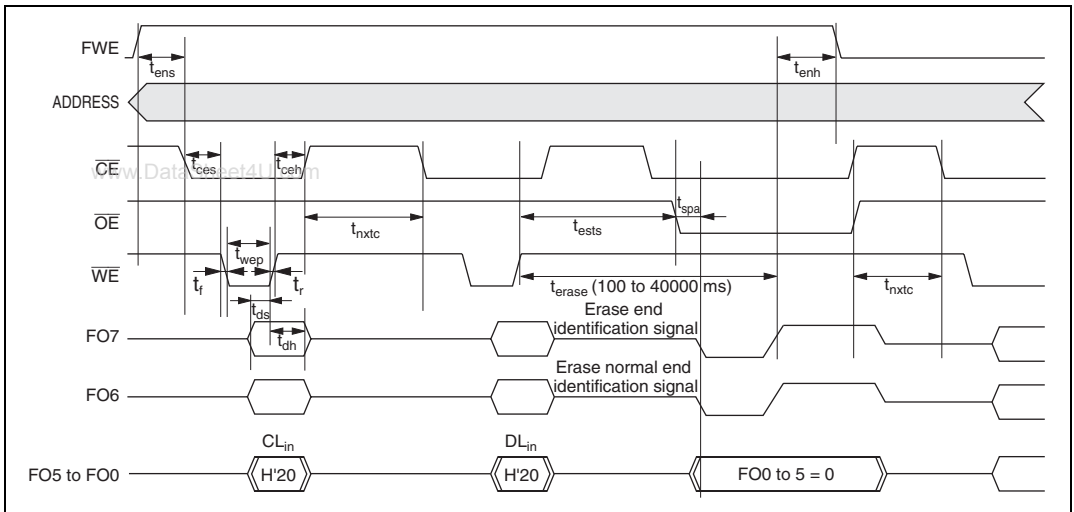 FWE
tens
tenh
ADDRESS
CE
tces
tceh
www.DataSheet4U.com
OE
tnxtc
tests
tspa
WE
twep
tf
tr
terase (100 to 40000 ms)
tnxtc
tds
FO7
tdh
Erase end
identification signal
FO6
Erase normal end
identification signal
CLin
DLin
FO5 to FO0
H'20
H'20
FO0 to 5 = 0